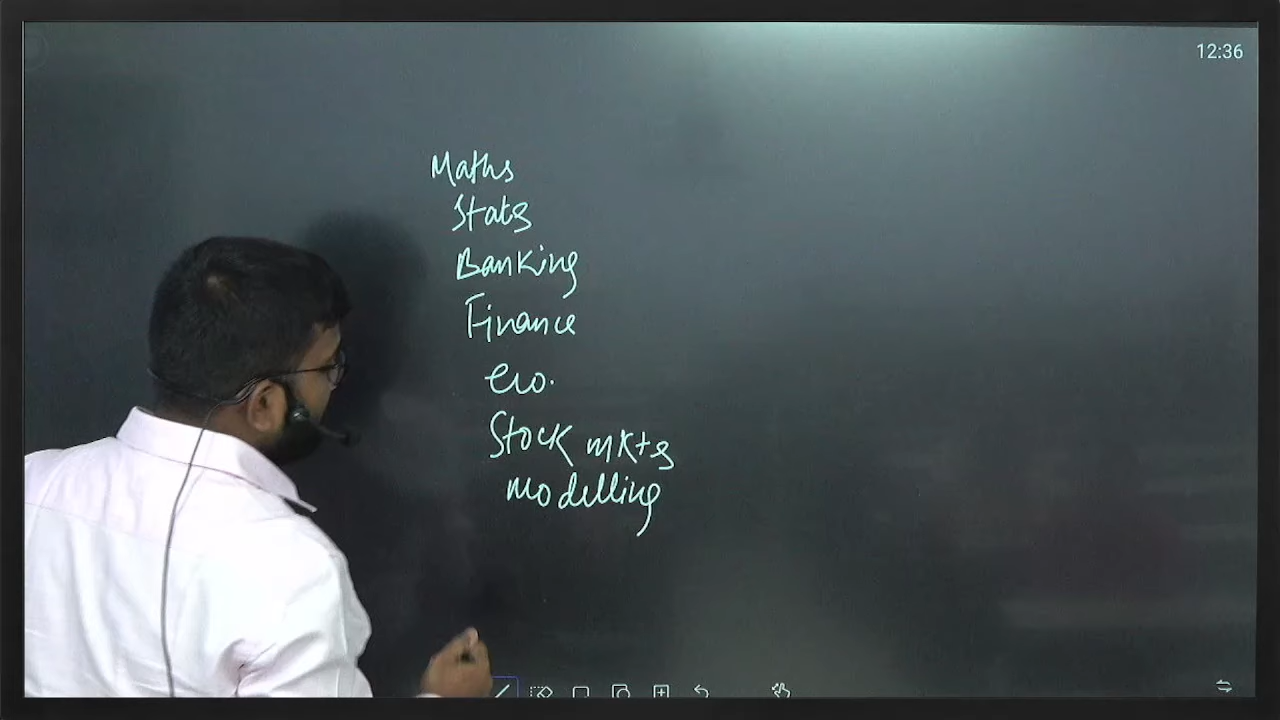 12:36
Maths
Stats
Banking
Finance
eco.
Stock mkts
modelling